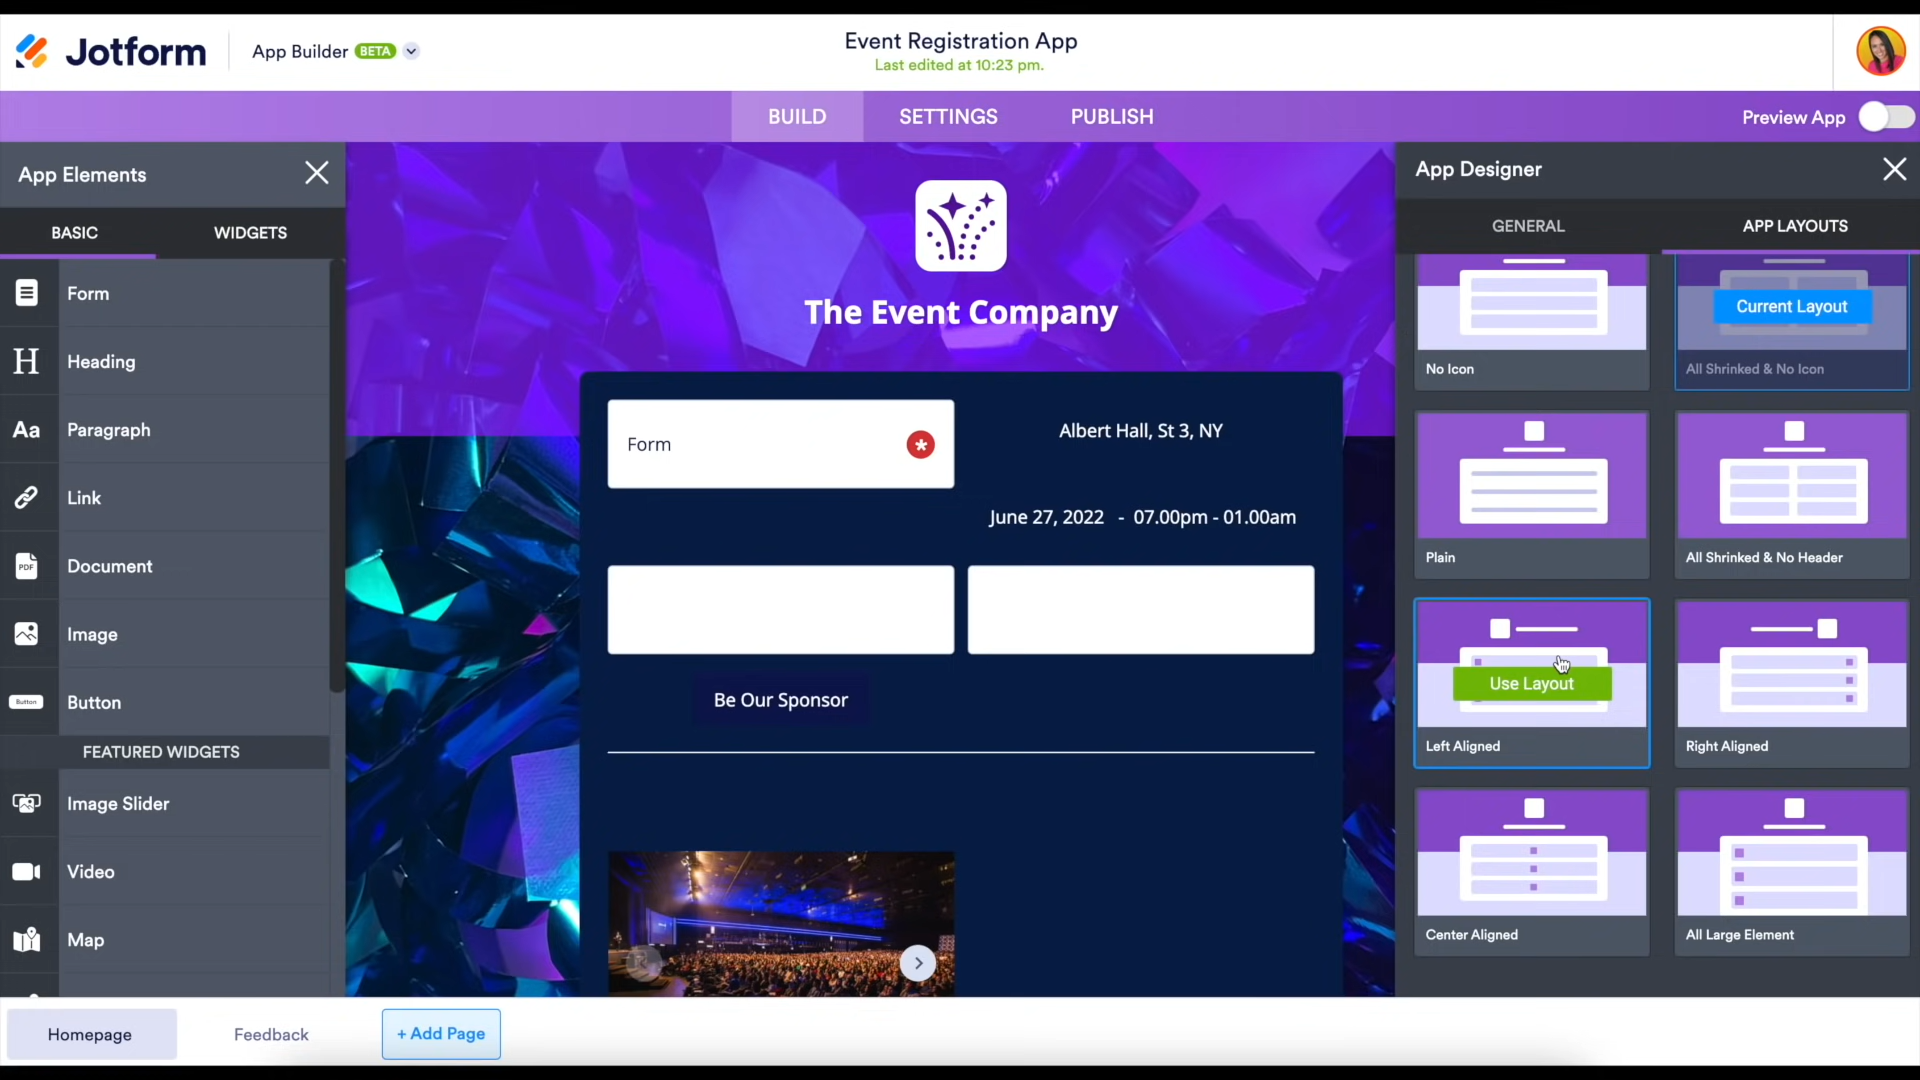 Jotform
App Builder BETA
Event Registration App
Last edited at 10:23 pm.
BUILD
SETTINGS
PUBLISH
Preview App
App Elements
BASIC
WIDGETS
Form
Heading
Aa
Paragraph
Link
PDF
Document
Image
Button
Button
FEATURED WIDGETS
Image Slider
Video
Map
The Event Company
Form
*
Albert Hall, St 3, NY
June 27, 2022 - 07.00pm - 01.00am
Be Our Sponsor
App Designer
GENERAL
APP LAYOUTS
Current Layout
No Icon
All Shrinked & No Icon
Plain
All Shrinked & No Header
Use Layout
Left Aligned
Right Aligned
Center Aligned
All Large Element
Homepage
Feedback
+ Add Page